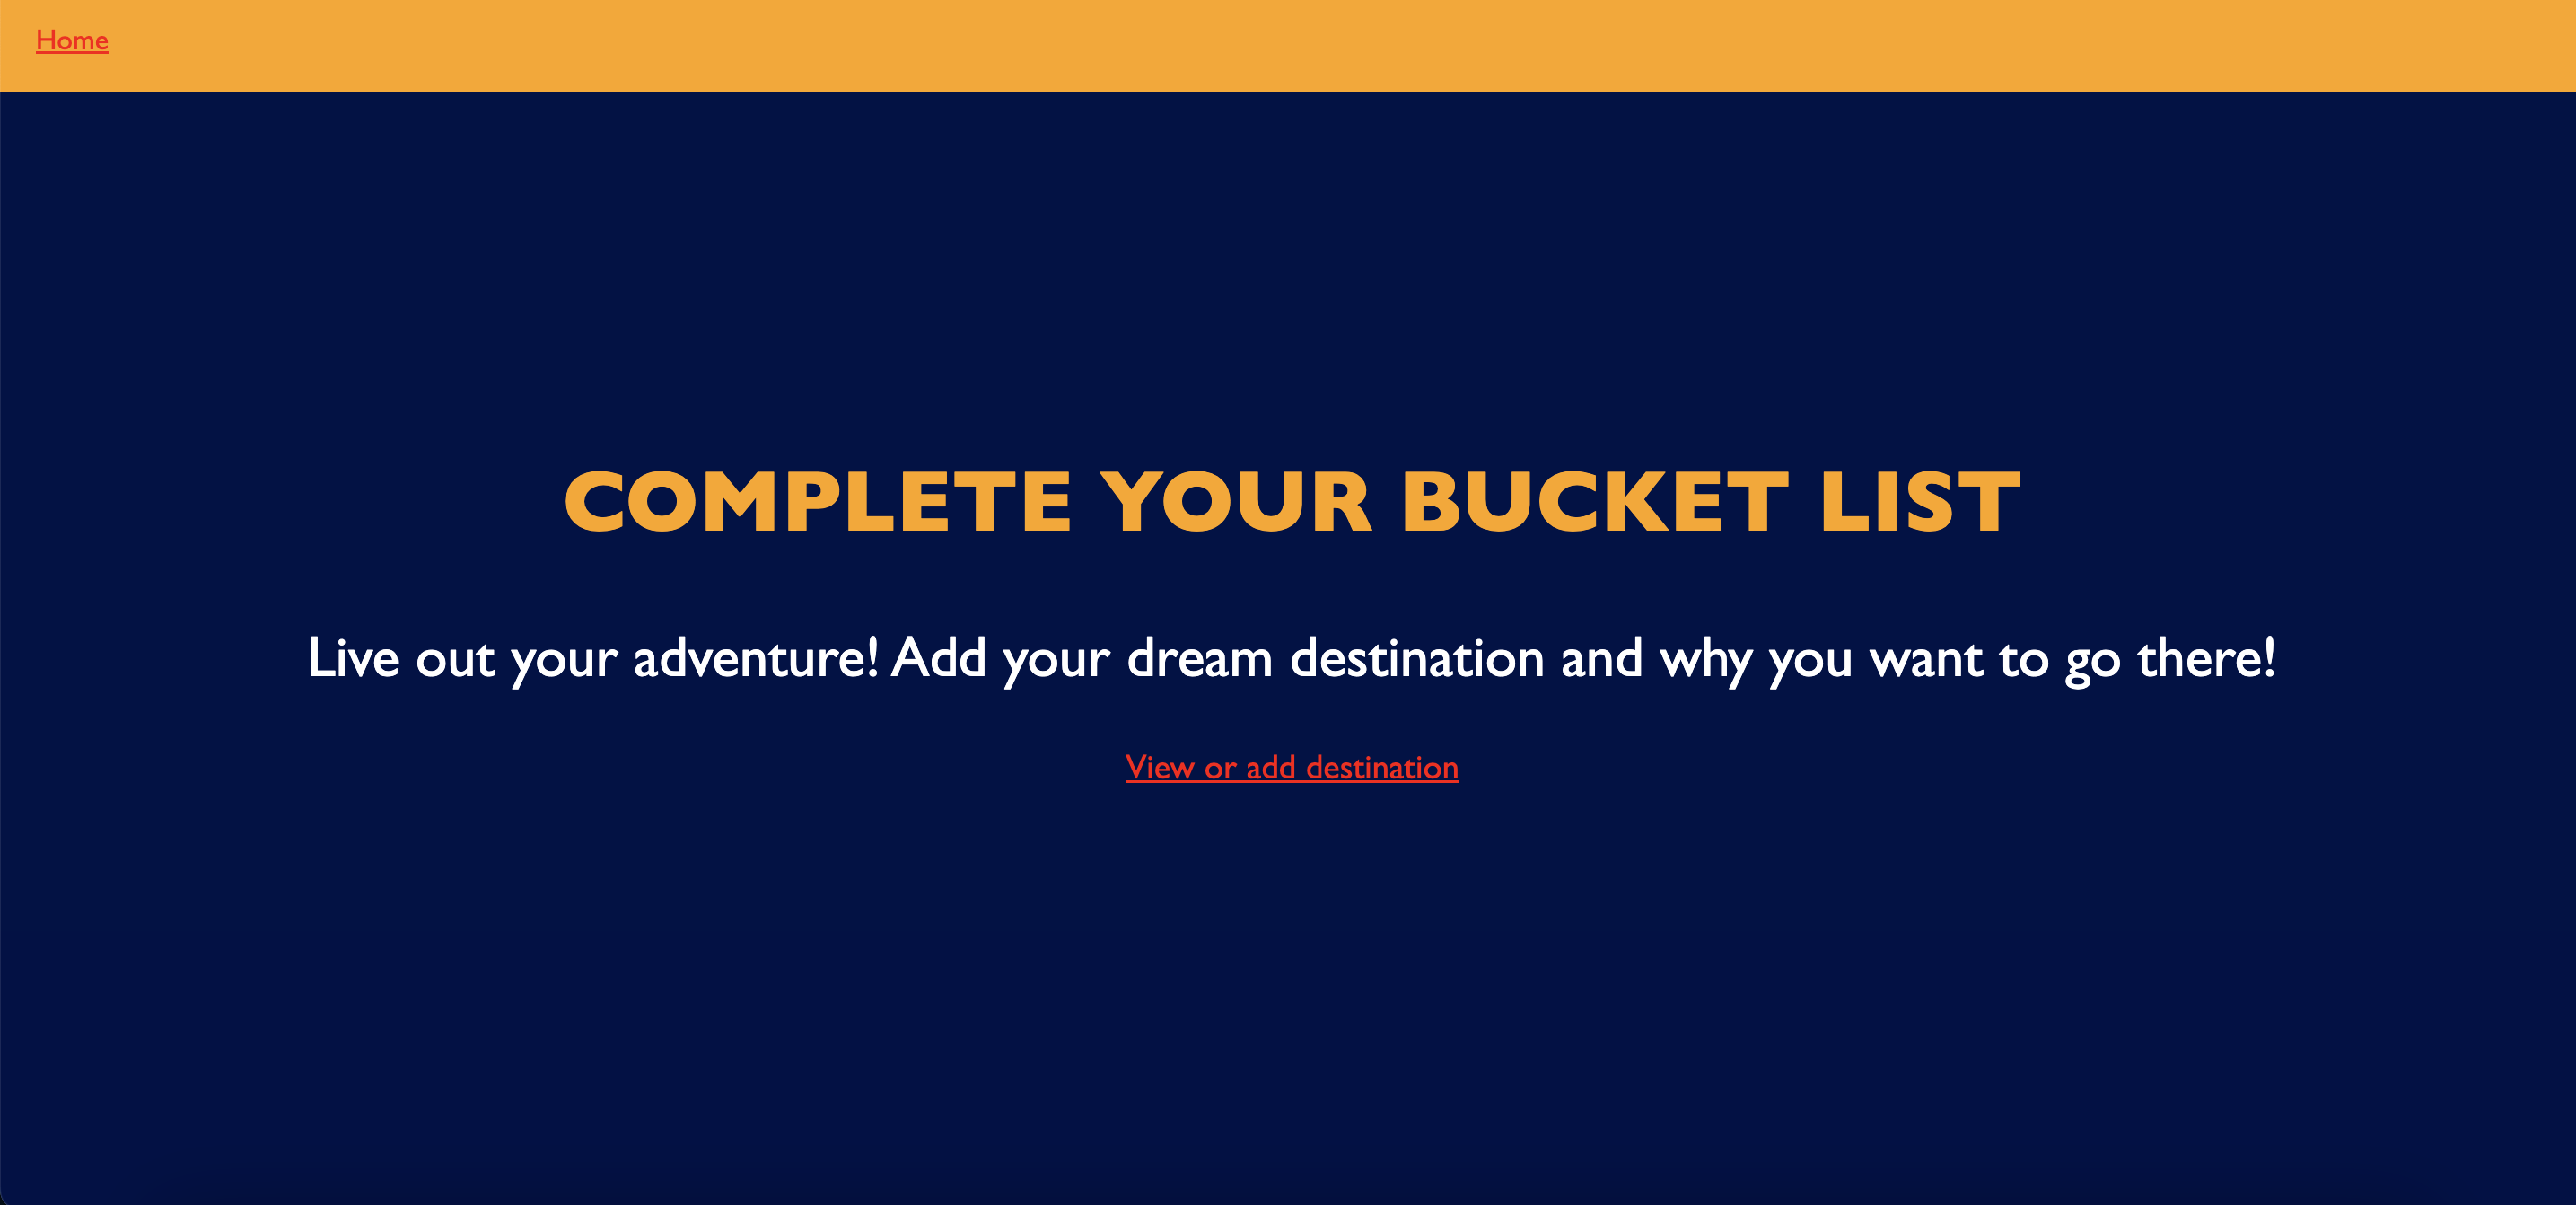 Home
COMPLETE YOUR BUCKET LIST
Live out your adventure! Add your dream destination and why you want to go there!
View or add destination